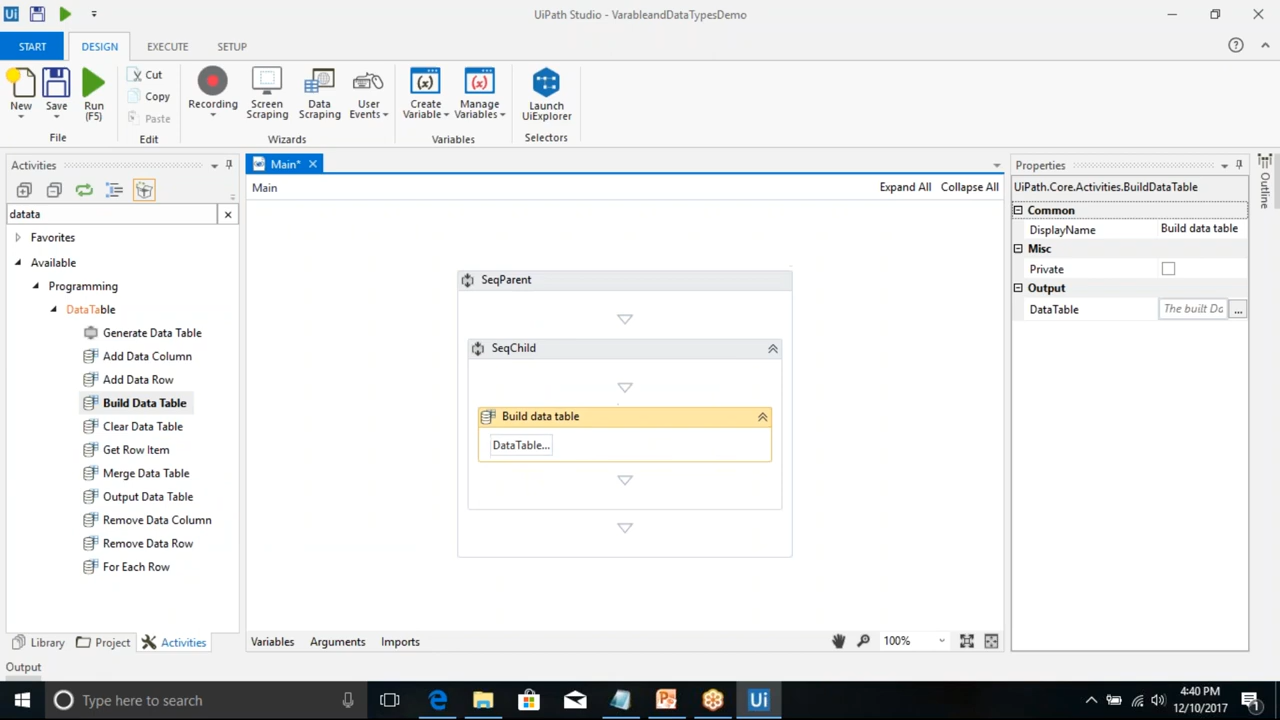 UiPath Studio - VarableandDataTypesDemo
START
DESIGN
EXECUTE
SETUP
New
Save
Run
(F5)
Cut
Copy
Paste
Recording
Screen
Scraping
Data
Scraping
User
Events
Create
Variable
Manage
Variables
Launch
UiExplorer
File
Edit
Wizards
Variables
Selectors
Activities
Main*
Properties
Outline
Main
Expand All
Collapse All
UiPath.Core.Activities.BuildDataTable
datata
Favorites
Available
Programming
DataTable
Generate Data Table
Add Data Column
Add Data Row
Build Data Table
Clear Data Table
Get Row Item
Merge Data Table
Output Data Table
Remove Data Column
Remove Data Row
For Each Row
SeqParent
SeqChild
Build data table
DataTable...
Common
DisplayName
Build data table
Misc
Private
Output
DataTable
The built Da
...
Library
Project
Activities
Variables
Arguments
Imports
100%
Output
Ui
Type here to search
Ui
4:40 PM
12/10/2017
1